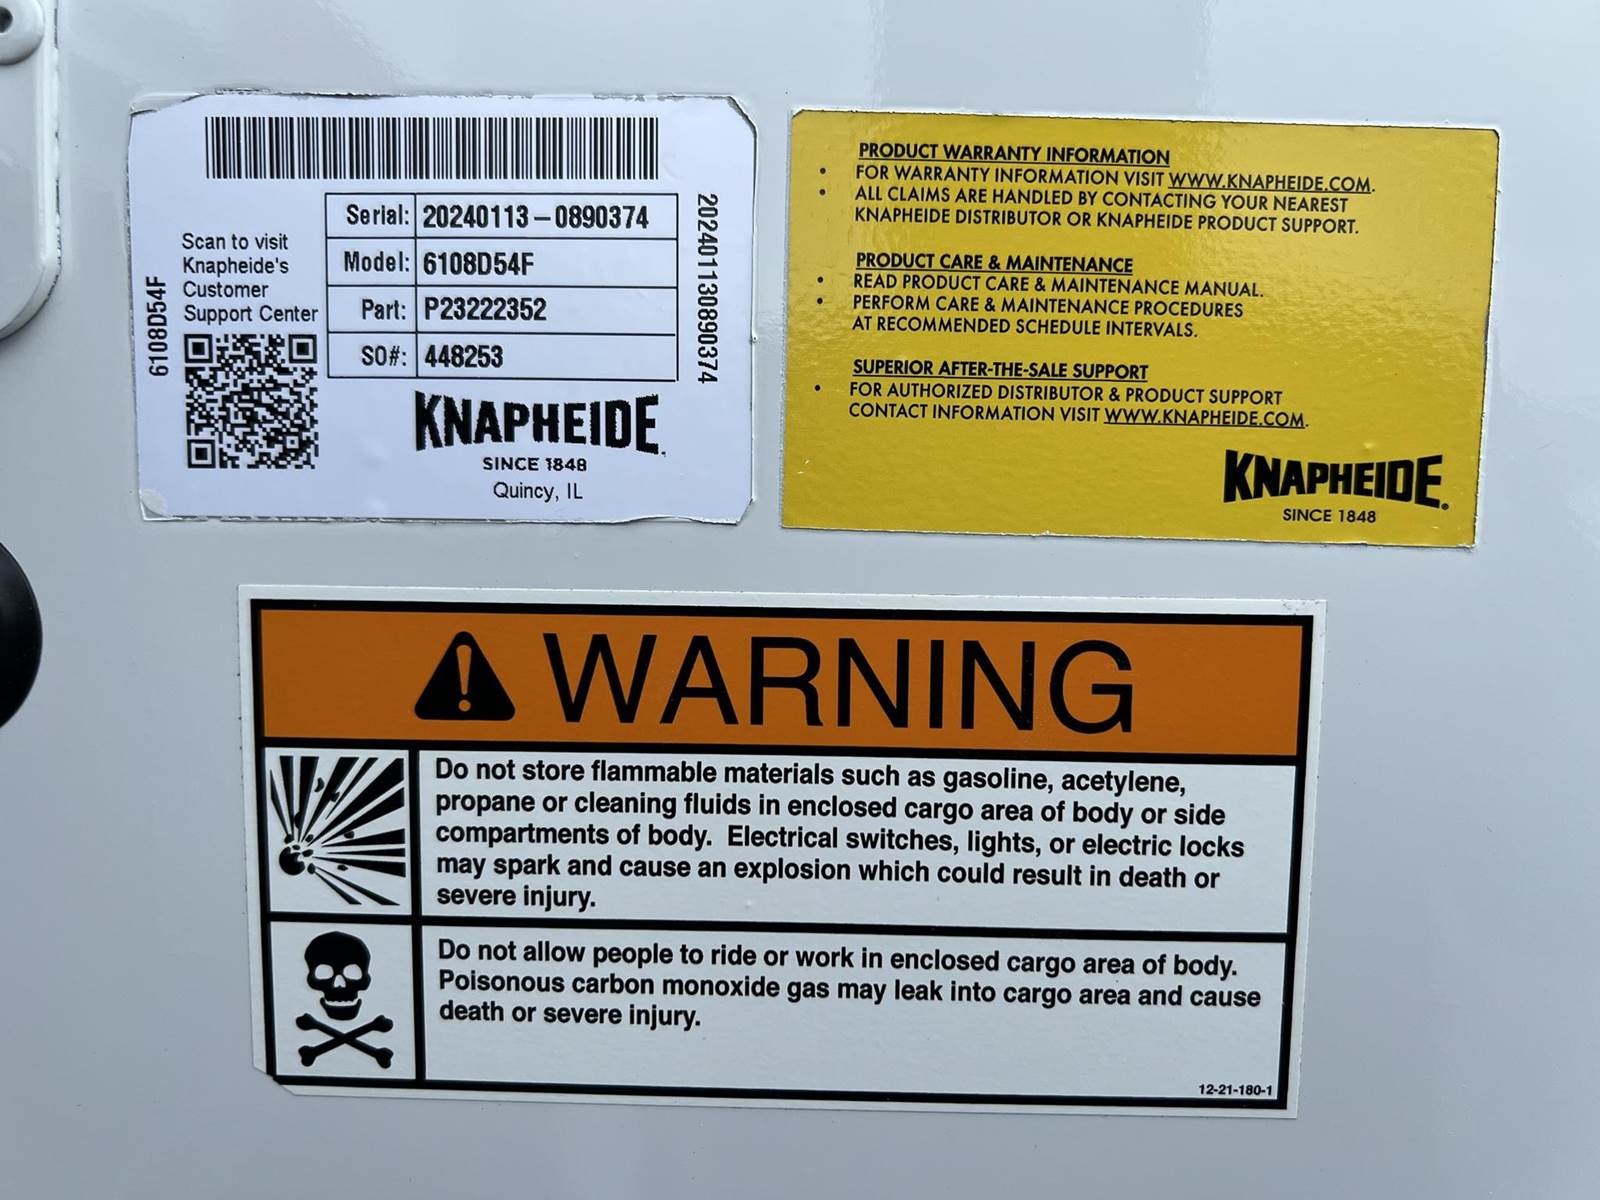 Serial: 20240113-0890374
Model: 6108D54F
Part: P23222352
SO#: 448253
Scan to visit
Knapheide's
Customer
Support Center
6108D54F
202401130890374
KNAPHEIDE
SINCE 1848
Quincy, IL
PRODUCT WARRANTY INFORMATION
• FOR WARRANTY INFORMATION VISIT WWW.KNAPHEIDE.COM.
• ALL CLAIMS ARE HANDLED BY CONTACTING YOUR NEAREST
KNAPHEIDE DISTRIBUTOR OR KNAPHEIDE PRODUCT SUPPORT.
PRODUCT CARE & MAINTENANCE
• READ PRODUCT CARE & MAINTENANCE MANUAL.
• PERFORM CARE & MAINTENANCE PROCEDURES
AT RECOMMENDED SCHEDULE INTERVALS.
SUPERIOR AFTER-THE-SALE SUPPORT
• FOR AUTHORIZED DISTRIBUTOR & PRODUCT SUPPORT
CONTACT INFORMATION VISIT WWW.KNAPHEIDE.COM.
KNAPHEIDE®
SINCE 1848
WARNING
Do not store flammable materials such as gasoline, acetylene,
propane or cleaning fluids in enclosed cargo area of body or side
compartments of body. Electrical switches, lights, or electric locks
may spark and cause an explosion which could result in death or
severe injury.
Do not allow people to ride or work in enclosed cargo area of body.
Poisonous carbon monoxide gas may leak into cargo area and cause
death or severe injury.
12-21-180-1